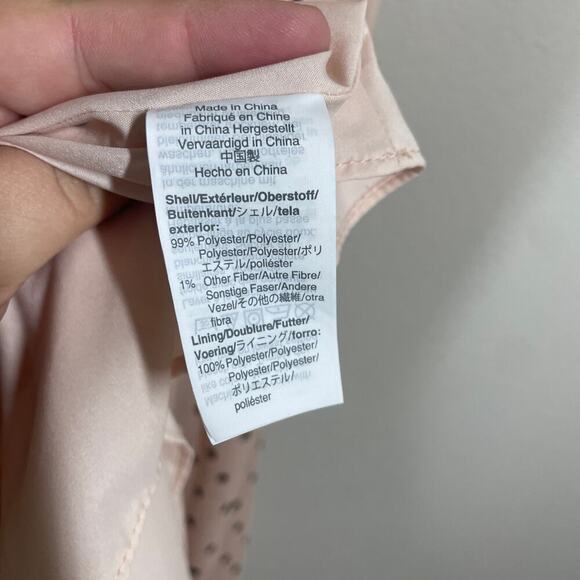 Made in China
Fabriqué en Chine
in China Hergestellt
Vervaardigd in China
中国製
Hecho en China
Shell/Extérieur/Oberstoff/
Buitenkant/シェル/tela
exterior:
99% Polyester/Polyester/
Polyester/Polyester/ポリ
エステル/poliéster
1% Other Fiber/Autre Fibre/
Sonstige Faser/Andere
Vezel/その他の繊維/otra
fibra
Lining/Doublure/Futter/
Voering/ライニング/forro:
100% Polyester/Polyester/
Polyester/Polyester/
ポリエステル/
poliéster